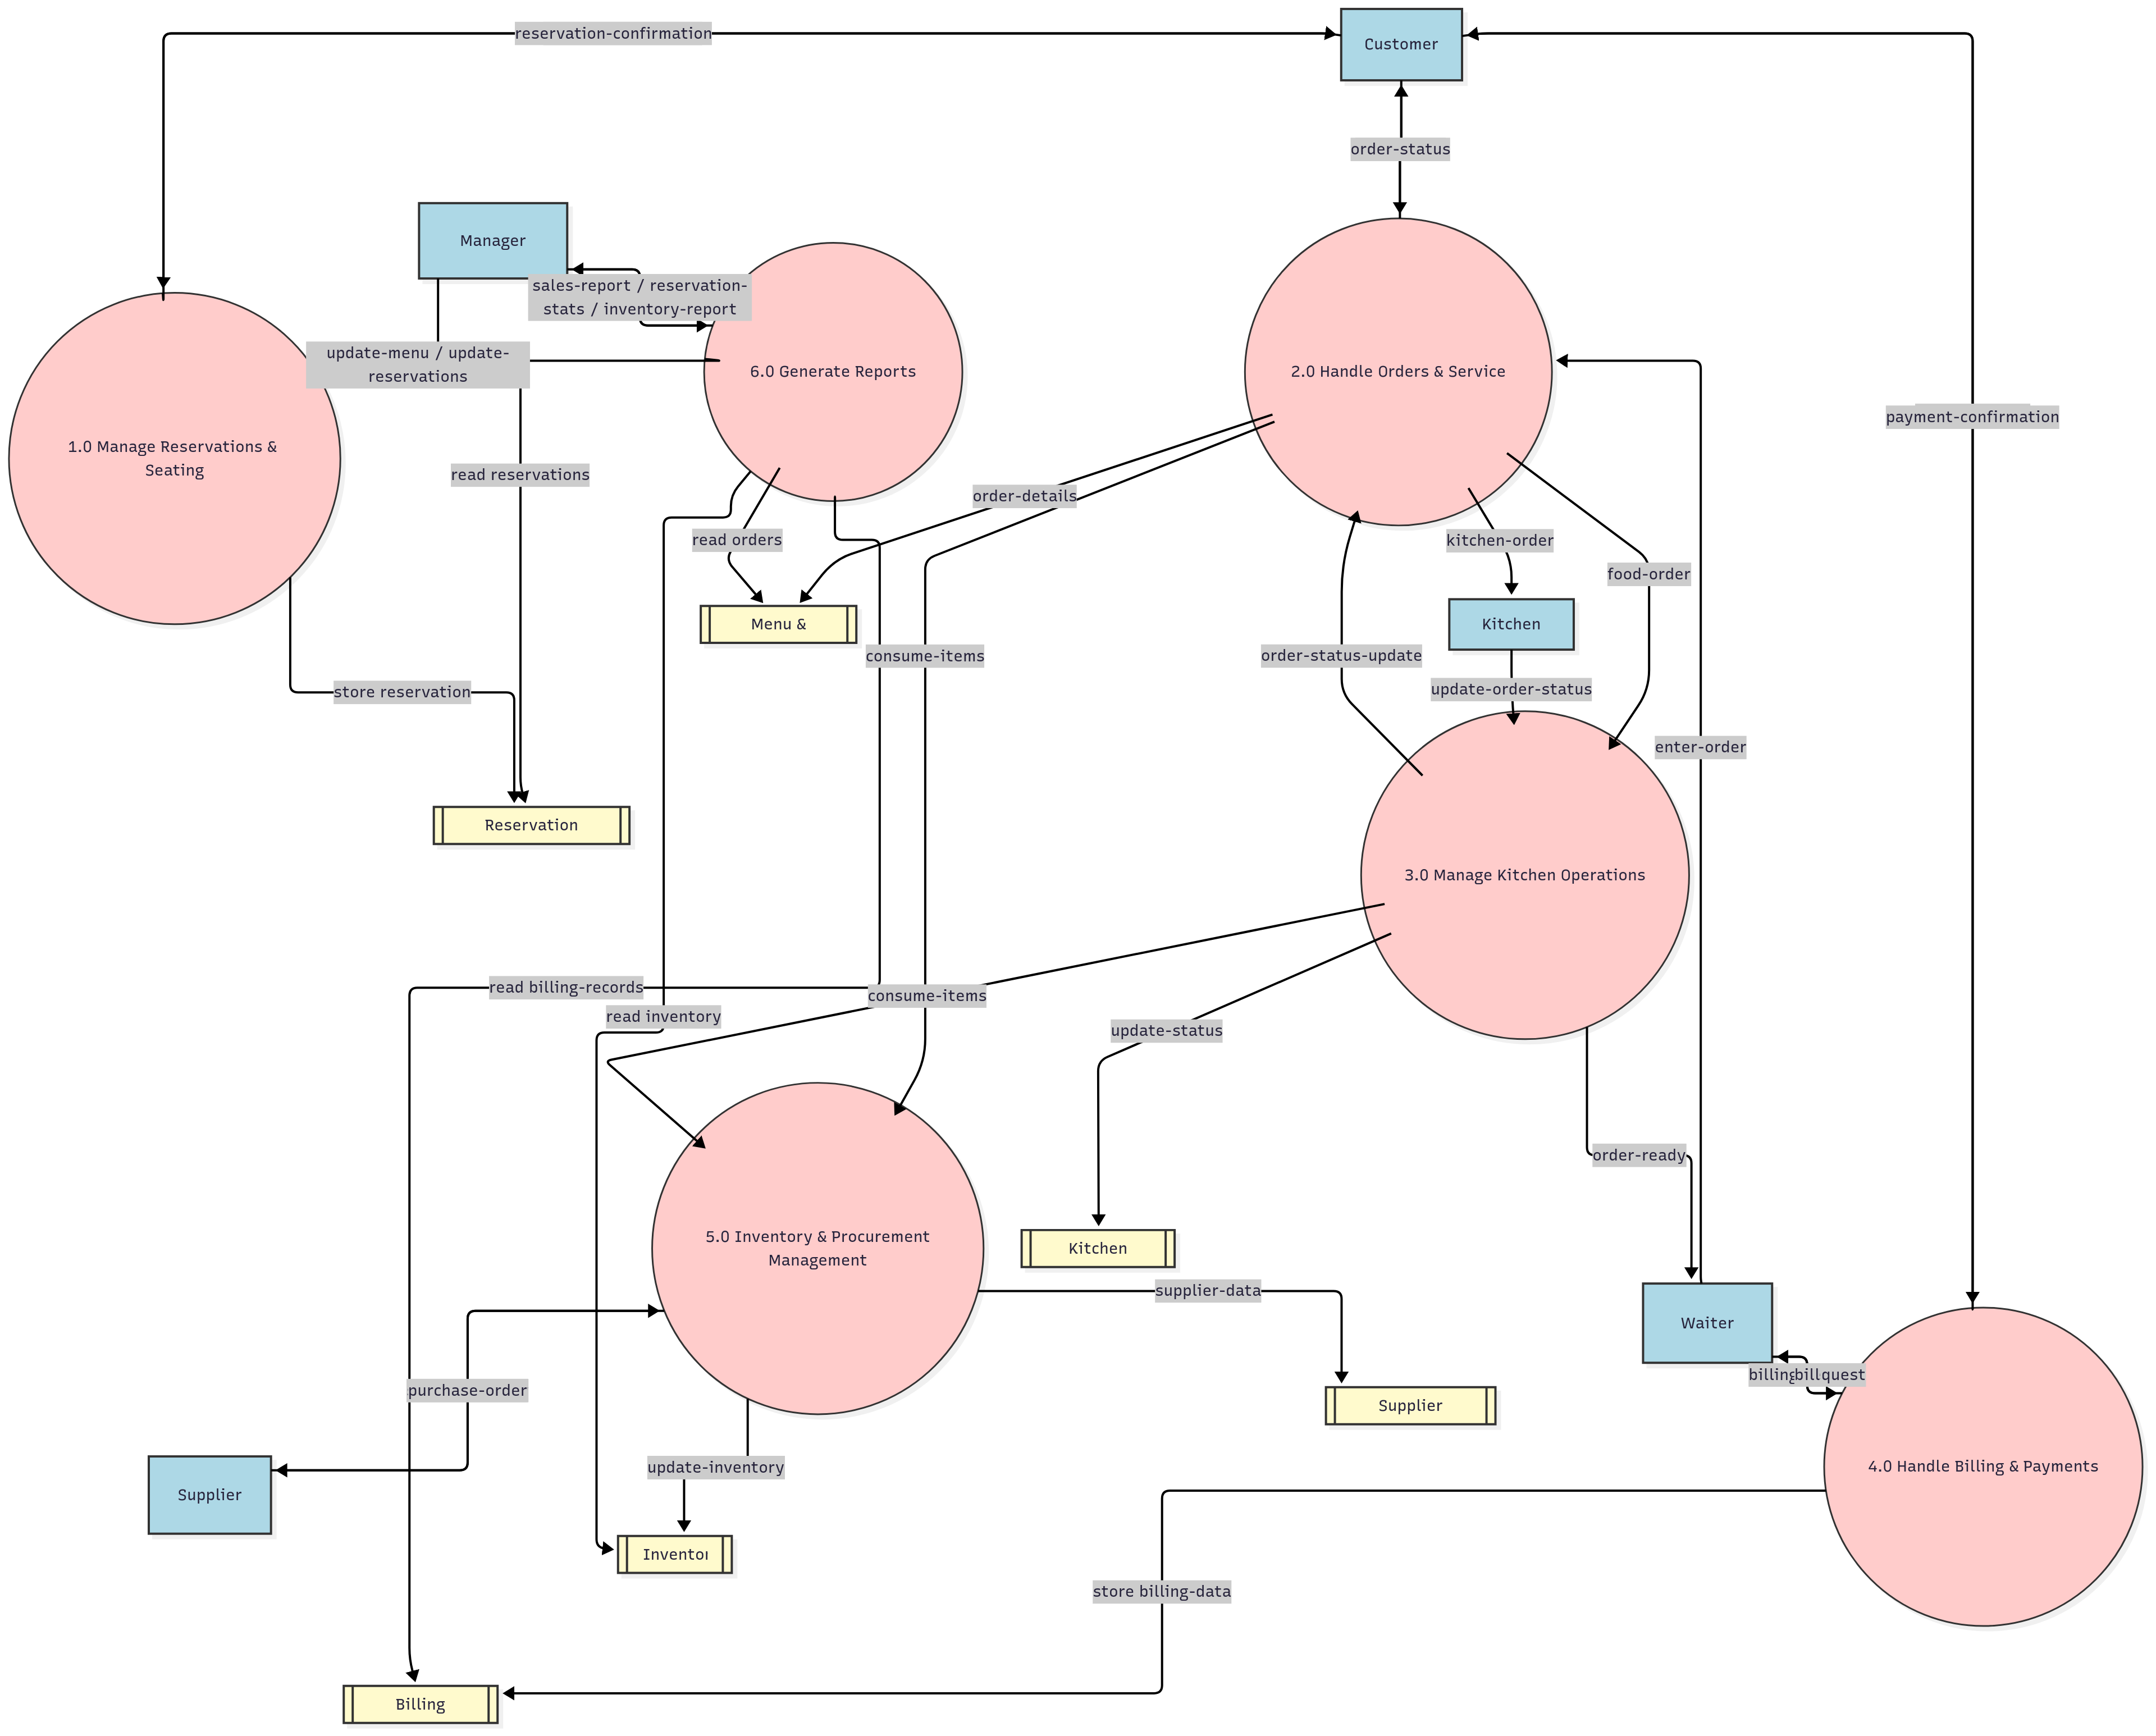 reservation-confirmation
Customer
order-status
Manager
sales-report / reservation-
stats / inventory-report
update-menu / update-
reservations
6.0 Generate Reports
2.0 Handle Orders & Service
payment-confirmation
1.0 Manage Reservations &
Seating
read reservations
order-details
read orders
kitchen-order
food-order
Menu &
Kitchen
consume-items
order-status-update
update-order-status
store reservation
enter-order
Reservation
3.0 Manage Kitchen Operations
read billing-records
consume-items
read inventory
update-status
order-ready
5.0 Inventory & Procurement
Management
Kitchen
supplier-data
Waiter
billing
bill
quest
purchase-order
Supplier
update-inventory
4.0 Handle Billing & Payments
Supplier
store billing-data
Billing